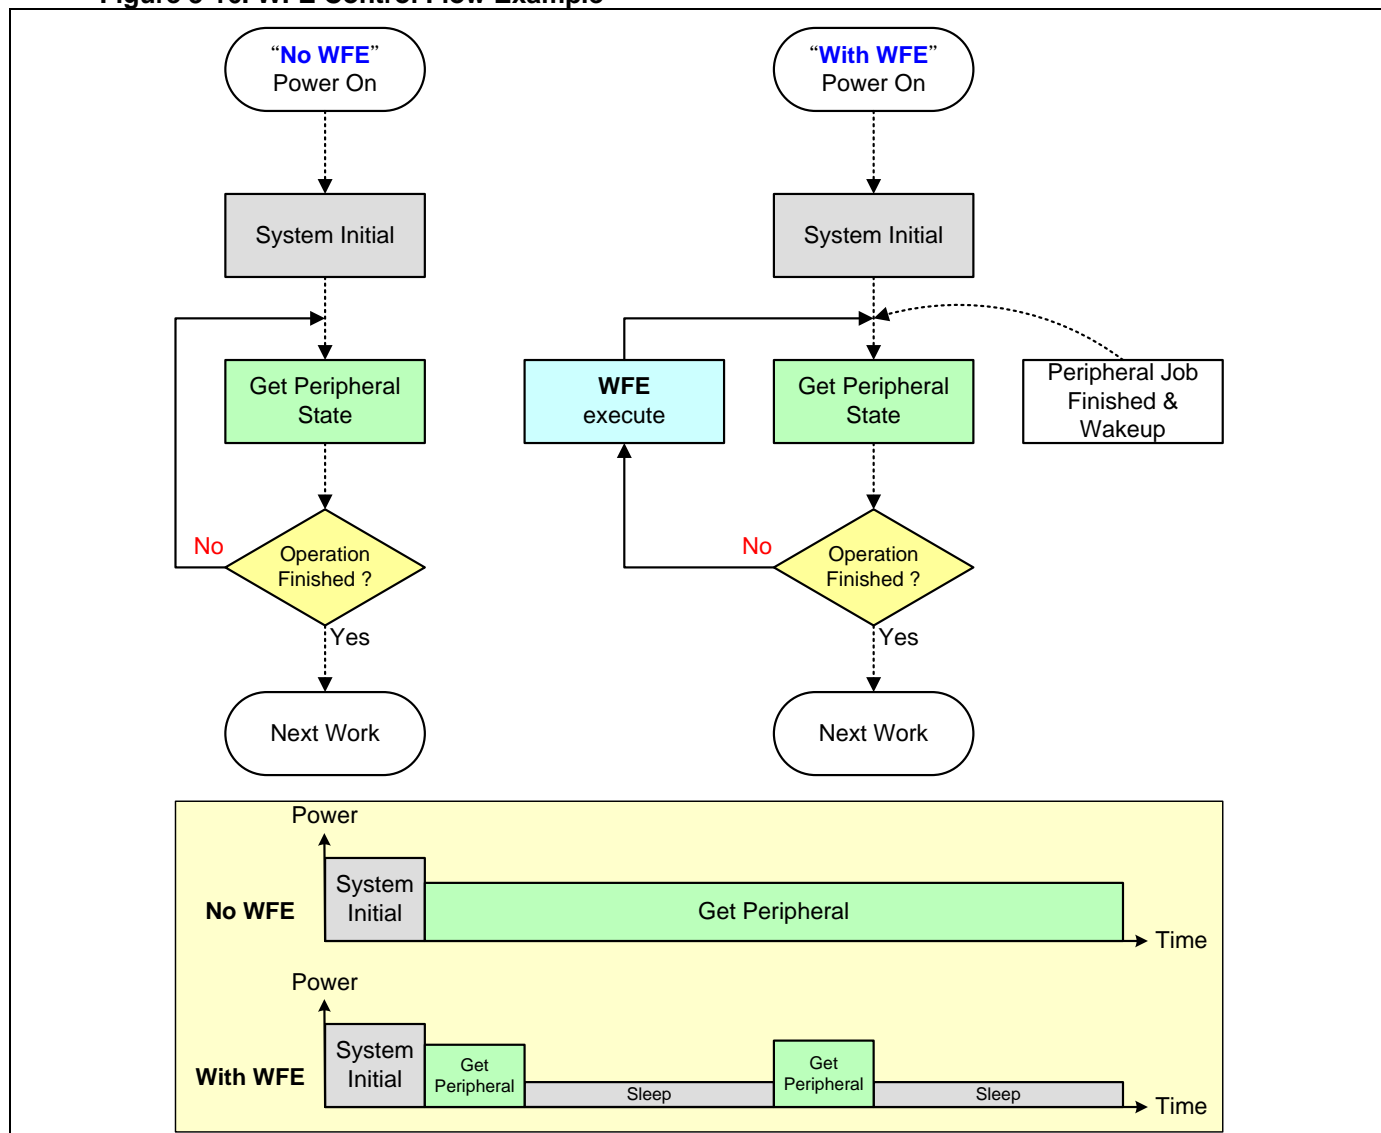 “No WFE”
Power On
“With WFE”
Power On
System Initial
System Initial
Get Peripheral
State
WFE
execute
Get Peripheral
State
Peripheral Job
Finished &
Wakeup
No
Operation
Finished ?
No
Operation
Finished ?
Yes
Yes
Next Work
Next Work
Power
No WFE
System
Initial
Get Peripheral
Time
Power
With WFE
System
Initial
Get
Peripheral
Sleep
Get
Peripheral
Sleep
Time